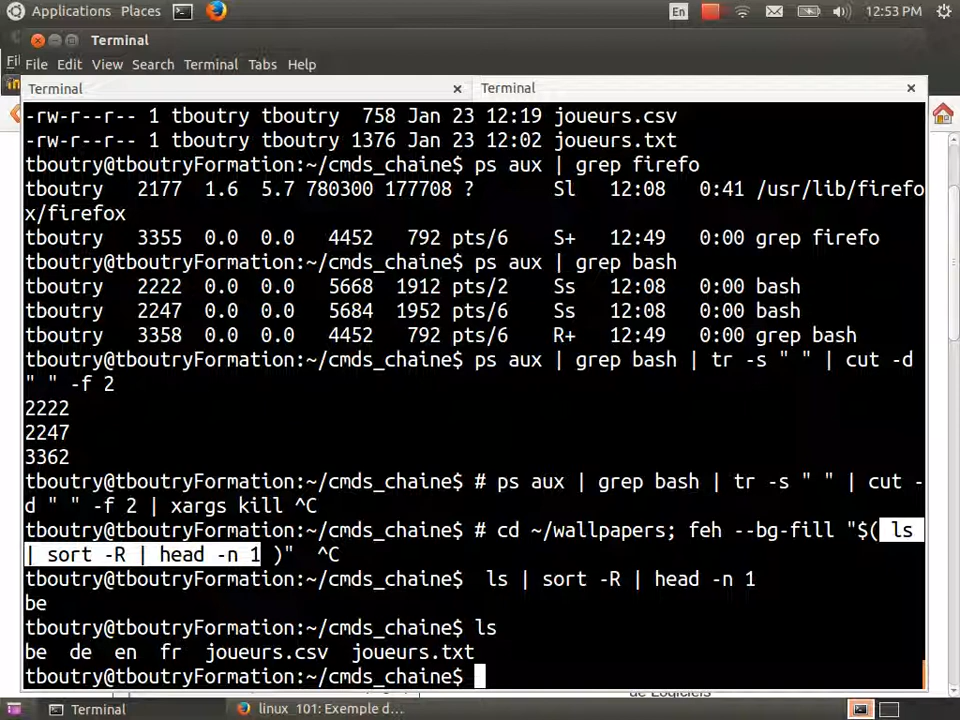 Applications Places En 12:53 PM
Terminal
File Edit View Search Terminal Tabs Help
Terminal × Terminal ×
-rw-r--r-- 1 tboutry tboutry  758 Jan 23 12:19 joueurs.csv
-rw-r--r-- 1 tboutry tboutry 1376 Jan 23 12:02 joueurs.txt
tboutry@tboutryFormation:~/cmds_chaine$ ps aux | grep firefo
tboutry   2177  1.6  5.7 780300 177708 ?       Sl   12:08   0:41 /usr/lib/firefo
x/firefox
tboutry   3355  0.0  0.0   4452   792 pts/6    S+   12:49   0:00 grep firefo
tboutry@tboutryFormation:~/cmds_chaine$ ps aux | grep bash
tboutry   2222  0.0  0.0   5668  1912 pts/2    Ss   12:08   0:00 bash
tboutry   2247  0.0  0.0   5684  1952 pts/6    Ss   12:08   0:00 bash
tboutry   3358  0.0  0.0   4452   792 pts/6    R+   12:49   0:00 grep bash
tboutry@tboutryFormation:~/cmds_chaine$ ps aux | grep bash | tr -s " " | cut -d
" " -f 2
2222
2247
3362
tboutry@tboutryFormation:~/cmds_chaine$ # ps aux | grep bash | tr -s " " | cut -
d " " -f 2 | xargs kill ^C
tboutry@tboutryFormation:~/cmds_chaine$ # cd ~/wallpapers; feh --bg-fill "$( ls
| sort -R | head -n 1 )"  ^C
tboutry@tboutryFormation:~/cmds_chaine$  ls | sort -R | head -n 1
be
tboutry@tboutryFormation:~/cmds_chaine$ ls
be  de  en  fr  joueurs.csv  joueurs.txt
tboutry@tboutryFormation:~/cmds_chaine$
Terminal linux_101: Exemple d...